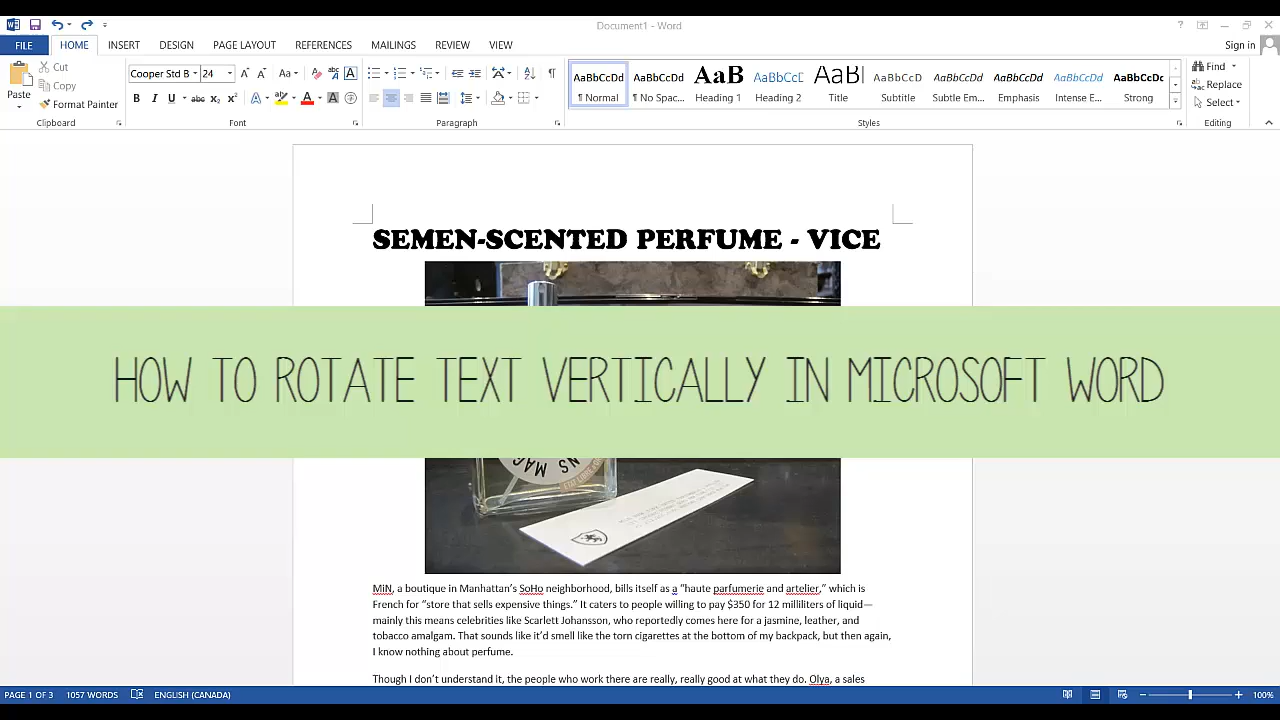 Document1 - Word
FILE HOME INSERT DESIGN PAGE LAYOUT REFERENCES MAILINGS REVIEW VIEW Sign in
Paste
Cut
Copy
Format Painter
Clipboard
Cooper Std B 24
Font
Paragraph
AaBbCcDd AaBbCcDd AaB AaBbCcD AaBb AaBbCcDd AaBbCcDd AaBbCcDd AaBbCcDd AaBbCcDc
¶ Normal ¶ No Spac... Heading 1 Heading 2 Title Subtitle Subtle Em... Emphasis Intense E... Strong
Styles
Find
Replace
Select
Editing
SEMEN-SCENTED PERFUME - VICE
HOW TO ROTATE TEXT VERTICALLY IN MICROSOFT WORD
MiN, a boutique in Manhattan's SoHo neighborhood, bills itself as a “haute parfumerie and artelier,” which is
French for “store that sells expensive things.” It caters to people willing to pay $350 for 12 milliliters of liquid—
mainly this means celebrities like Scarlett Johansson, who reportedly comes here for a jasmine, leather, and
tobacco amalgam. That sounds like it'd smell like the torn cigarettes at the bottom of my backpack, but then again,
I know nothing about perfume.
Though I don't understand it, the people who work there are really, really good at what they do. Olya, a sales
PAGE 1 OF 3 1057 WORDS ENGLISH (CANADA) 100%